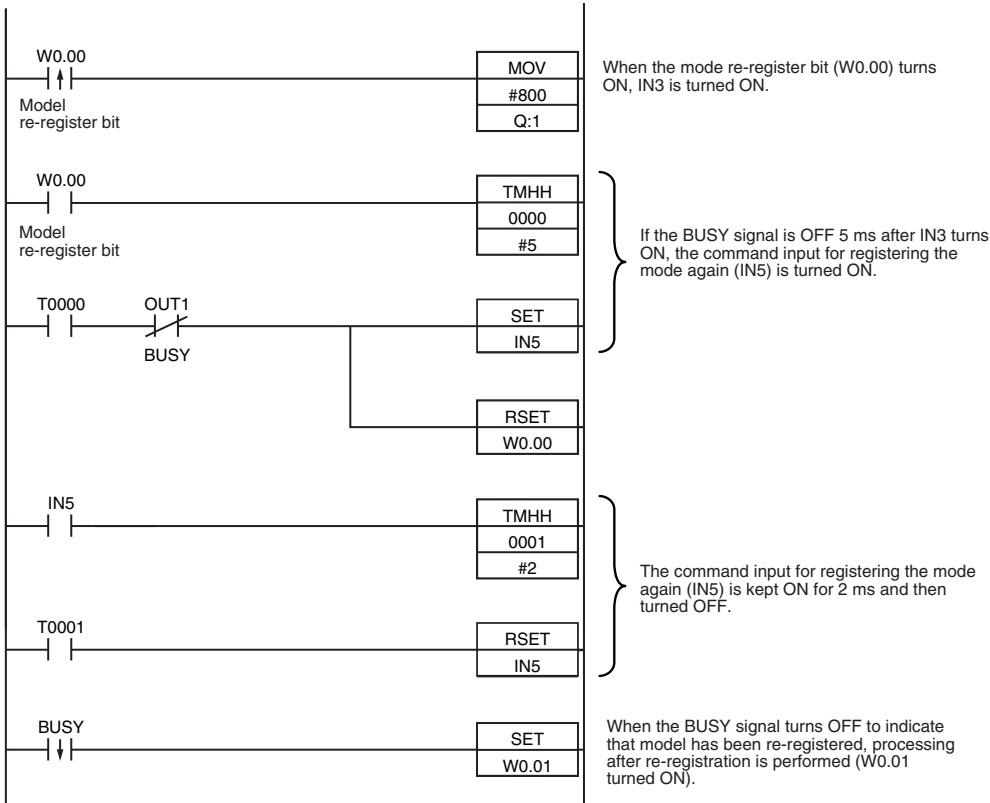 W0.00
Model
re-register bit
MOV
#800
Q:1
When the mode re-register bit (W0.00) turns
ON, IN3 is turned ON.
W0.00
Model
re-register bit
TMHH
0000
#5
If the BUSY signal is OFF 5 ms after IN3 turns
ON, the command input for registering the
mode again (IN5) is turned ON.
T0000
OUT1
BUSY
SET
IN5
RSET
W0.00
IN5
TMHH
0001
#2
The command input for registering the mode
again (IN5) is kept ON for 2 ms and then
turned OFF.
T0001
RSET
IN5
BUSY
SET
W0.01
When the BUSY signal turns OFF to indicate
that model has been re-registered, processing
after re-registration is performed (W0.01
turned ON).